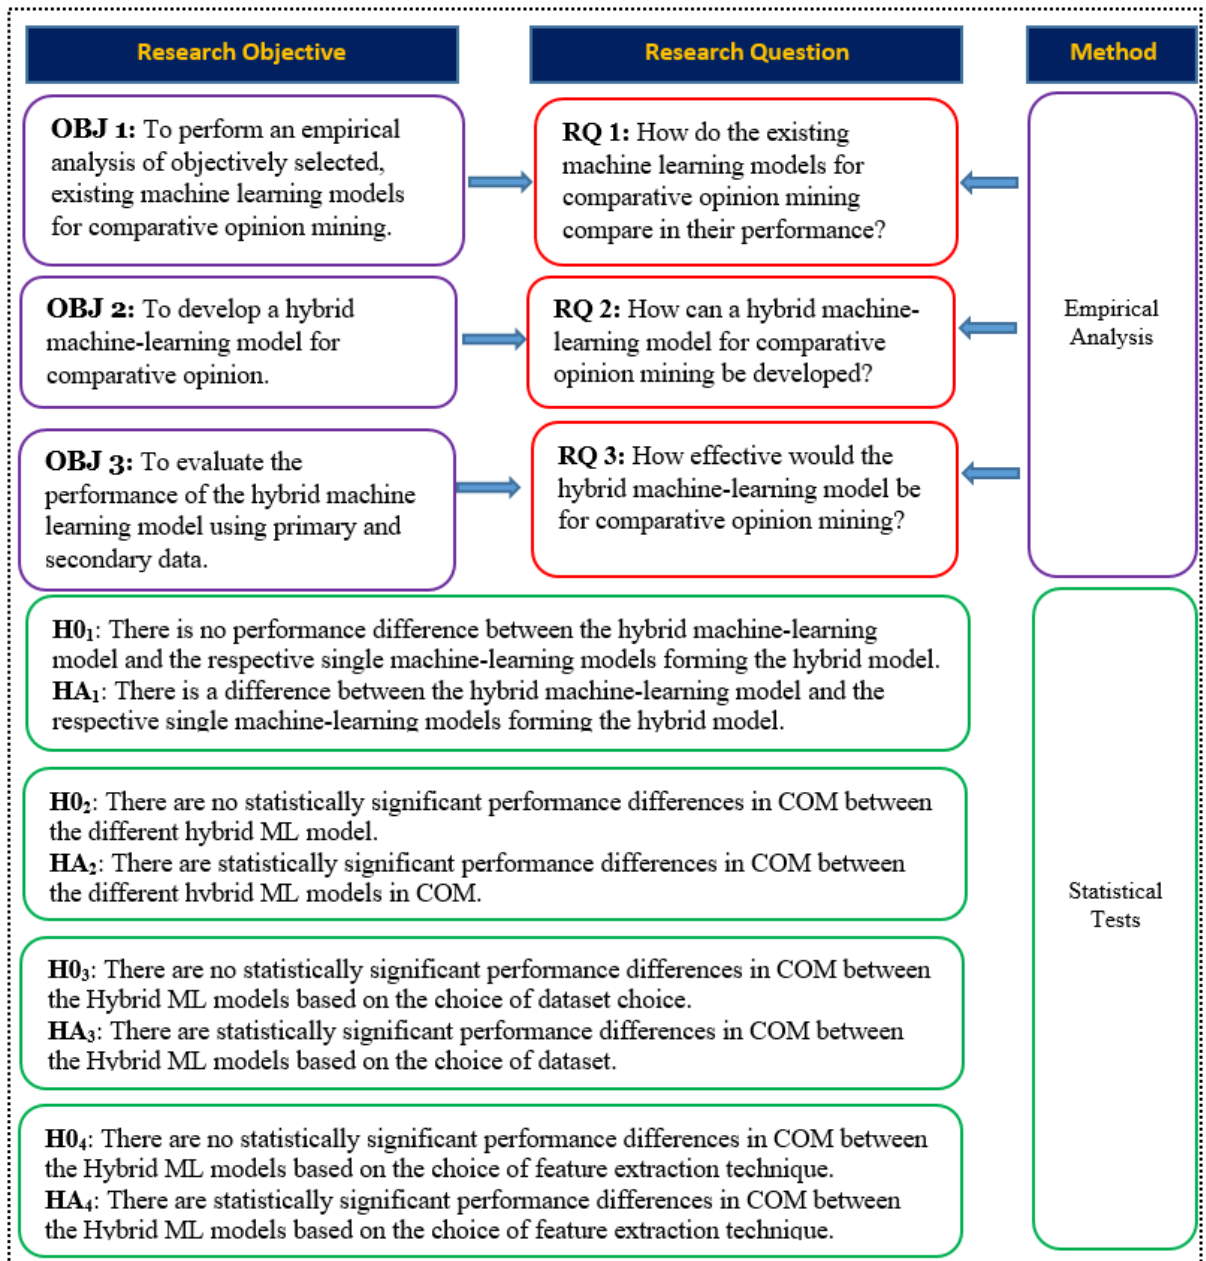 Research Objective
Research Question
Method
OBJ 1: To perform an empirical
analysis of objectively selected,
existing machine learning models
for comparative opinion mining.
RQ 1: How do the existing
machine learning models for
comparative opinion mining
compare in their performance?
OBJ 2: To develop a hybrid
machine-learning model for
comparative opinion.
RQ 2: How can a hybrid machine-
learning model for comparative
opinion mining be developed?
Empirical
Analysis
OBJ 3: To evaluate the
performance of the hybrid machine
learning model using primary and
secondary data.
RQ 3: How effective would the
hybrid machine-learning model be
for comparative opinion mining?
H0₁: There is no performance difference between the hybrid machine-learning
model and the respective single machine-learning models forming the hybrid model.
HA₁: There is a difference between the hybrid machine-learning model and the
respective single machine-learning models forming the hybrid model.
H0₂: There are no statistically significant performance differences in COM between
the different hybrid ML model.
HA₂: There are statistically significant performance differences in COM between
the different hybrid ML models in COM.
Statistical
Tests
H0₃: There are no statistically significant performance differences in COM between
the Hybrid ML models based on the choice of dataset choice.
HA₃: There are statistically significant performance differences in COM between
the Hybrid ML models based on the choice of dataset.
H0₄: There are no statistically significant performance differences in COM between
the Hybrid ML models based on the choice of feature extraction technique.
HA₄: There are statistically significant performance differences in COM between
the Hybrid ML models based on the choice of feature extraction technique.